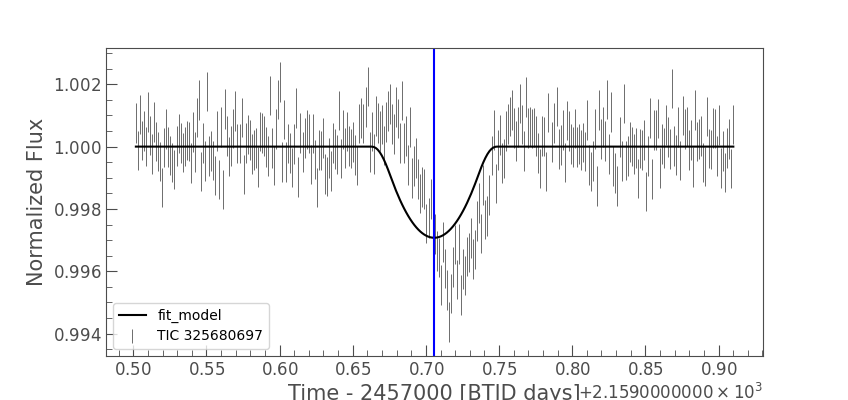 1.002
1.000
0.998
0.996
0.994
Normalized Flux
fit_model
TIC 325680697
0.50 0.55 0.60 0.65 0.70 0.75 0.80 0.85 0.90
Time - 2457000 [BTJD days]
+2.1590000000 × 10³